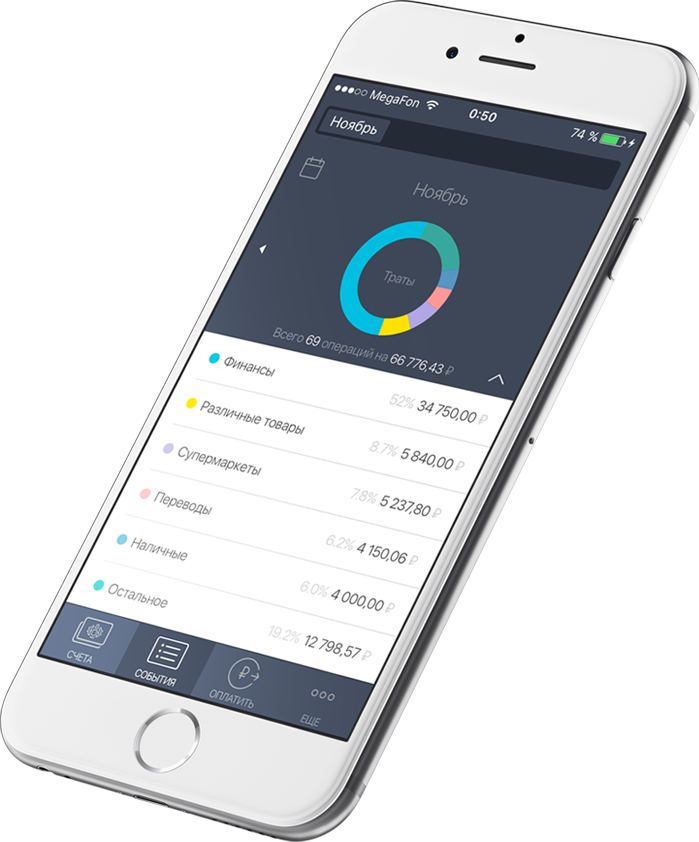 MegaFon 0:50 74 %
Ноябрь
Ноябрь
Траты
Всего 69 операций на 66 776,43 ₽
Финансы 52% 34 750,00 ₽
Различные товары 8.7% 5 840,00 ₽
Супермаркеты 7.8% 5 237,80 ₽
Переводы 6.2% 4 150,06 ₽
Наличные 6.0% 4 000,00 ₽
Остальное 19.2% 12 798,57 ₽
СЧЕТА СОБЫТИЯ ОПЛАТИТЬ ЕЩЕ